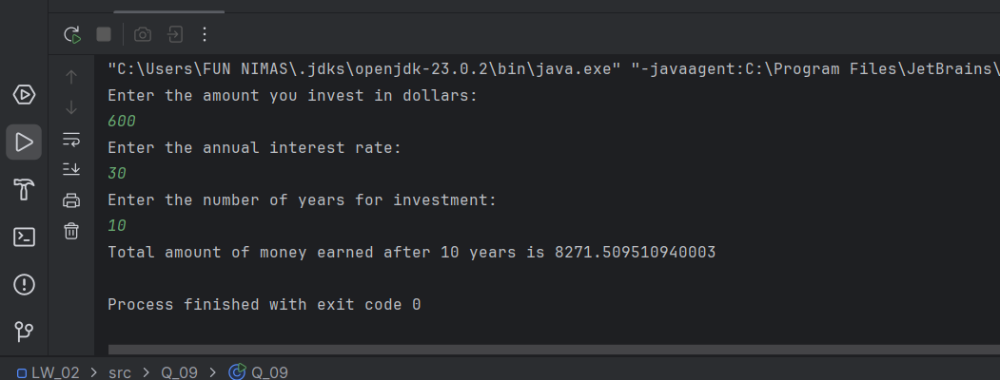 "C:\Users\FUN NIMAS\.jdks\openjdk-23.0.2\bin\java.exe" "-javaagent:C:\Program Files\JetBrains\
Enter the amount you invest in dollars:
600
Enter the annual interest rate:
30
Enter the number of years for investment:
10
Total amount of money earned after 10 years is 8271.509510940003
Process finished with exit code 0
LW_02 > src > Q_09 > Q_09